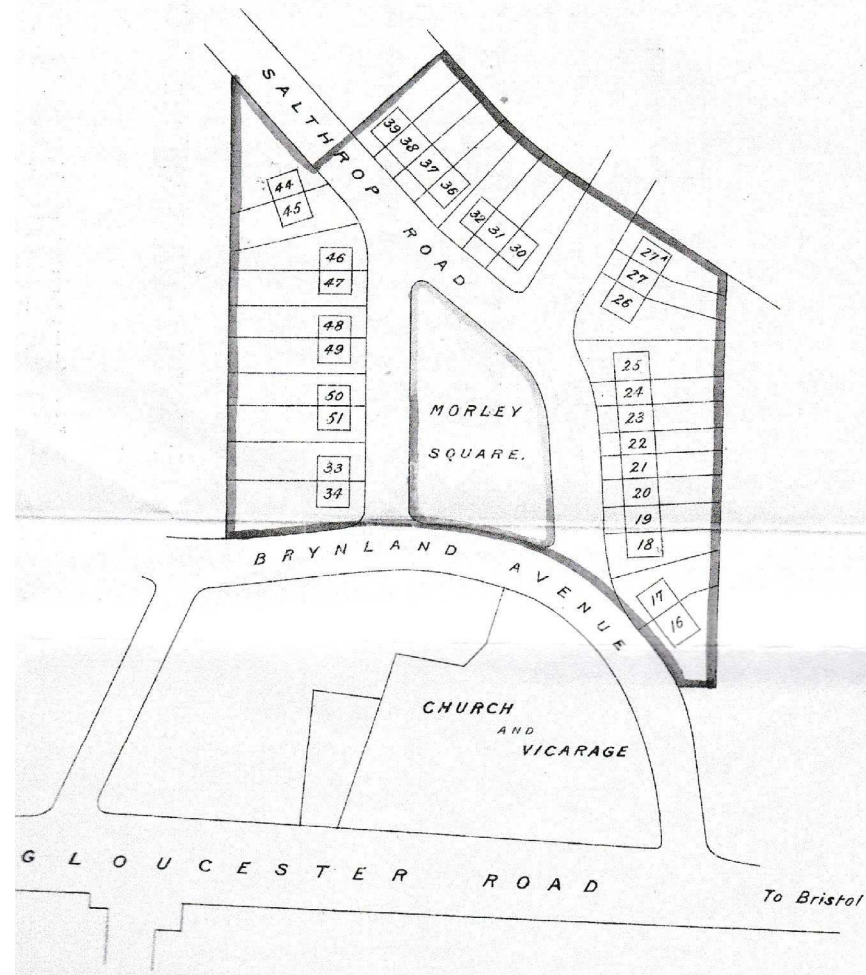 SALTHROP ROAD
39
38
37
36
32
31
30
44
45
46
47
48
49
50
51
33
34
27A
27
26
25
24
23
22
21
20
19
18
17
16
MORLEY
SQUARE.
BRYNLAND AVENUE
CHURCH
AND
VICARAGE
GLOUCESTER ROAD
To Bristol